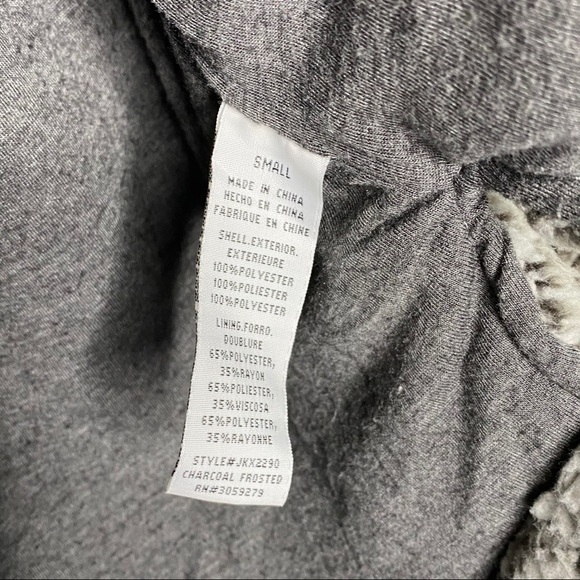 SMALL
MADE IN CHINA
HECHO EN CHINA
FABRIQUE EN CHINE
SHELL.EXTERIOR.
EXTERIEURE
100%POLYESTER
100%POLIESTER
100%POLYESTER
LINING.FORRO.
DOUBLURE
65%POLYESTER,
35%RAYON
65%POLIESTER,
35%VISCOSA
65%POLYESTER,
35%RAYONNE
STYLE#JKX2290
CHARCOAL FROSTED
RN#3059279